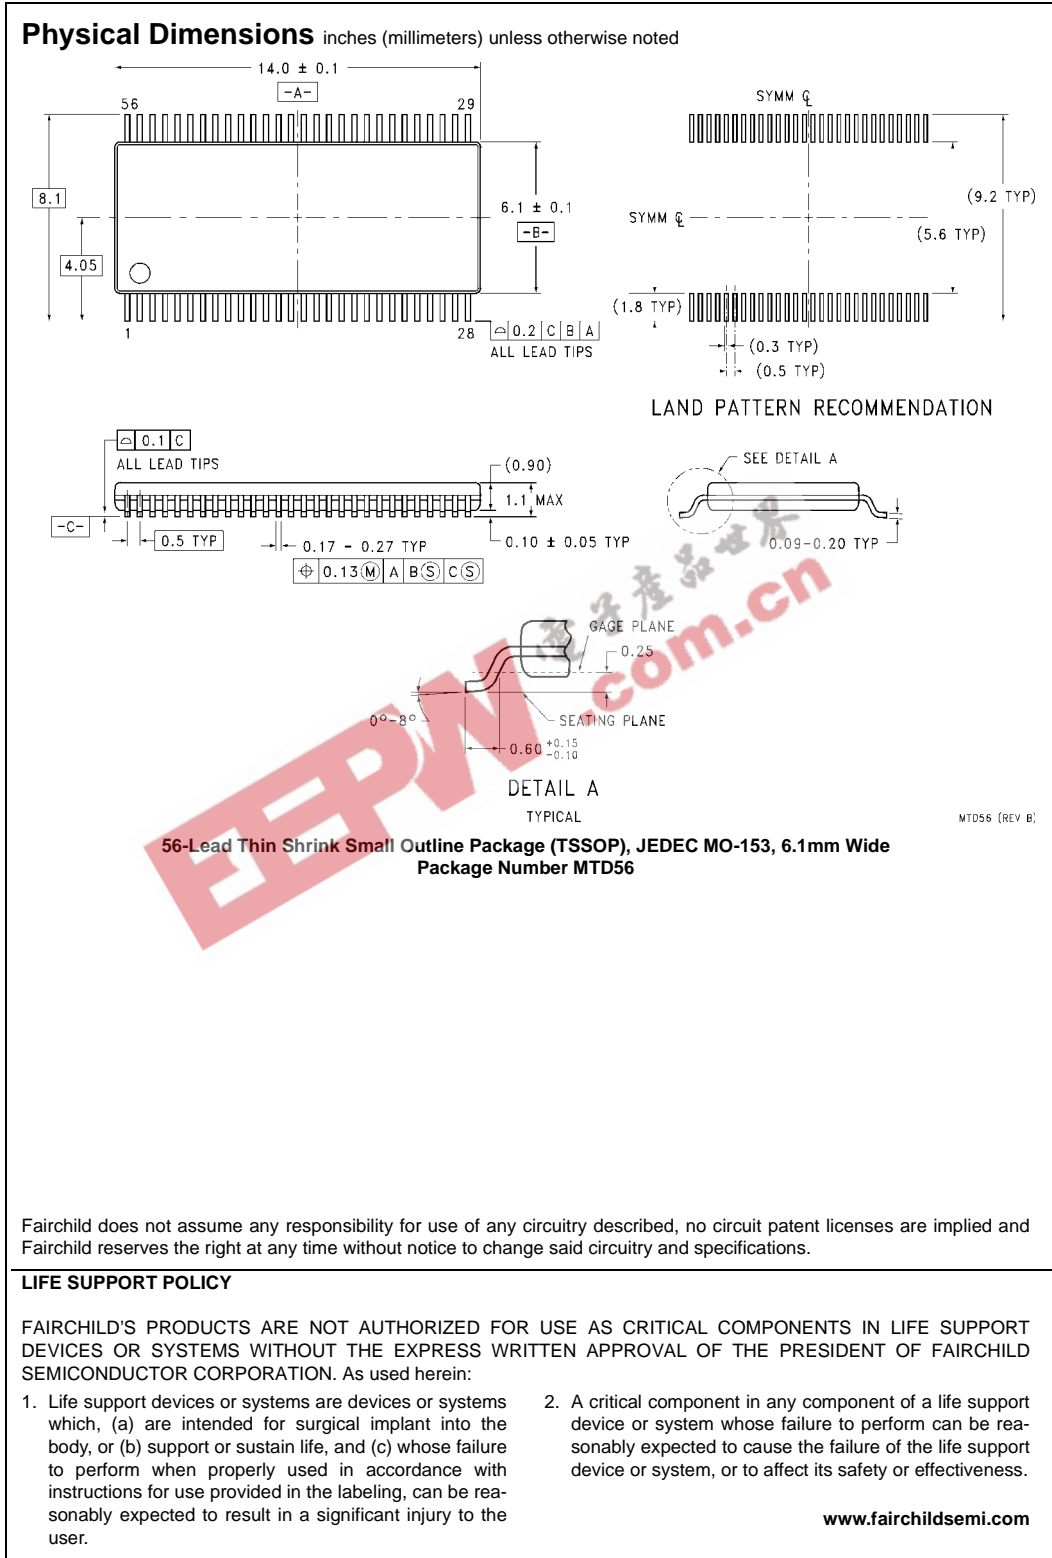 Physical Dimensions inches (millimeters) unless otherwise noted
14.0 ± 0.1
-A-
56
29
8.1
4.05
6.1 ± 0.1
-B-
1
28
⌓ 0.2 C B A
ALL LEAD TIPS
SYMM ℄
(9.2 TYP)
SYMM ℄
(5.6 TYP)
(1.8 TYP)
(0.3 TYP)
(0.5 TYP)
LAND PATTERN RECOMMENDATION
⌓ 0.1 C
ALL LEAD TIPS
(0.90)
1.1 MAX
-C-
0.5 TYP
0.17 - 0.27 TYP
0.10 ± 0.05 TYP
⌖ 0.13 Ⓜ A B Ⓢ C Ⓢ
SEE DETAIL A
0.09-0.20 TYP
GAGE PLANE
0.25
0°-8°
SEATING PLANE
0.60 +0.15 -0.10
DETAIL A
TYPICAL
MTD56 (REV B)
EEPW.com.cn
電子產品世界
56-Lead Thin Shrink Small Outline Package (TSSOP), JEDEC MO-153, 6.1mm Wide
Package Number MTD56
Fairchild does not assume any responsibility for use of any circuitry described, no circuit patent licenses are implied and
Fairchild reserves the right at any time without notice to change said circuitry and specifications.
LIFE SUPPORT POLICY
FAIRCHILD'S PRODUCTS ARE NOT AUTHORIZED FOR USE AS CRITICAL COMPONENTS IN LIFE SUPPORT
DEVICES OR SYSTEMS WITHOUT THE EXPRESS WRITTEN APPROVAL OF THE PRESIDENT OF FAIRCHILD
SEMICONDUCTOR CORPORATION. As used herein:
1. Life support devices or systems are devices or systems
which, (a) are intended for surgical implant into the
body, or (b) support or sustain life, and (c) whose failure
to perform when properly used in accordance with
instructions for use provided in the labeling, can be rea-
sonably expected to result in a significant injury to the
user.
2. A critical component in any component of a life support
device or system whose failure to perform can be rea-
sonably expected to cause the failure of the life support
device or system, or to affect its safety or effectiveness.
www.fairchildsemi.com